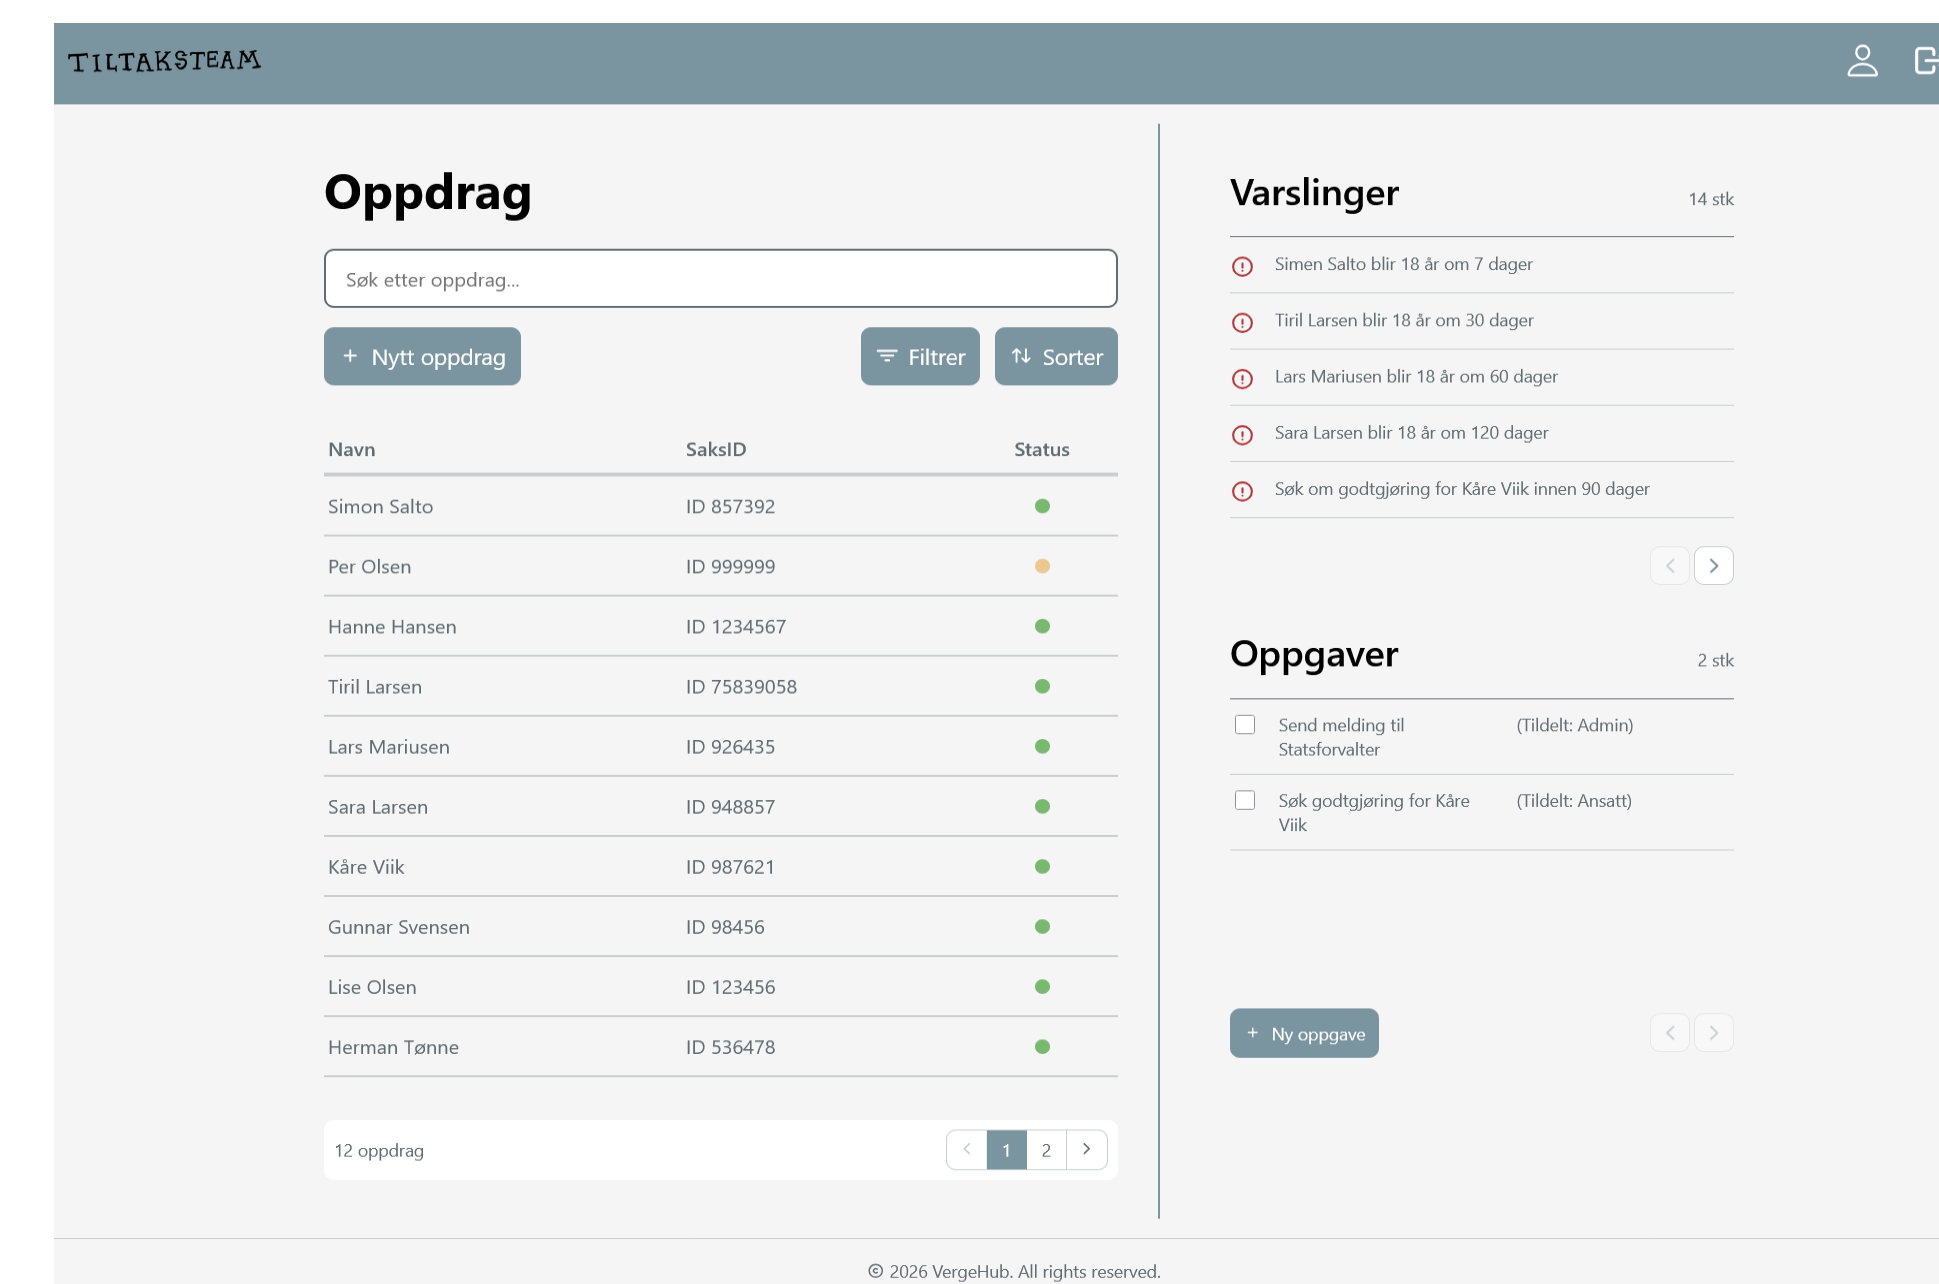 TILTAKSTEAM
Oppdrag
Søk etter oppdrag...
+ Nytt oppdrag
Filtrer
Sorter
Navn SaksID Status
Simon Salto ID 857392
Per Olsen ID 999999
Hanne Hansen ID 1234567
Tiril Larsen ID 75839058
Lars Mariusen ID 926435
Sara Larsen ID 948857
Kåre Viik ID 987621
Gunnar Svensen ID 98456
Lise Olsen ID 123456
Herman Tønne ID 536478
12 oppdrag
1 2
Varslinger 14 stk
Simen Salto blir 18 år om 7 dager
Tiril Larsen blir 18 år om 30 dager
Lars Mariusen blir 18 år om 60 dager
Sara Larsen blir 18 år om 120 dager
Søk om godtgjøring for Kåre Viik innen 90 dager
Oppgaver 2 stk
Send melding til (Tildelt: Admin)
Statsforvalter
Søk godtgjøring for Kåre (Tildelt: Ansatt)
Viik
+ Ny oppgave
© 2026 VergeHub. All rights reserved.